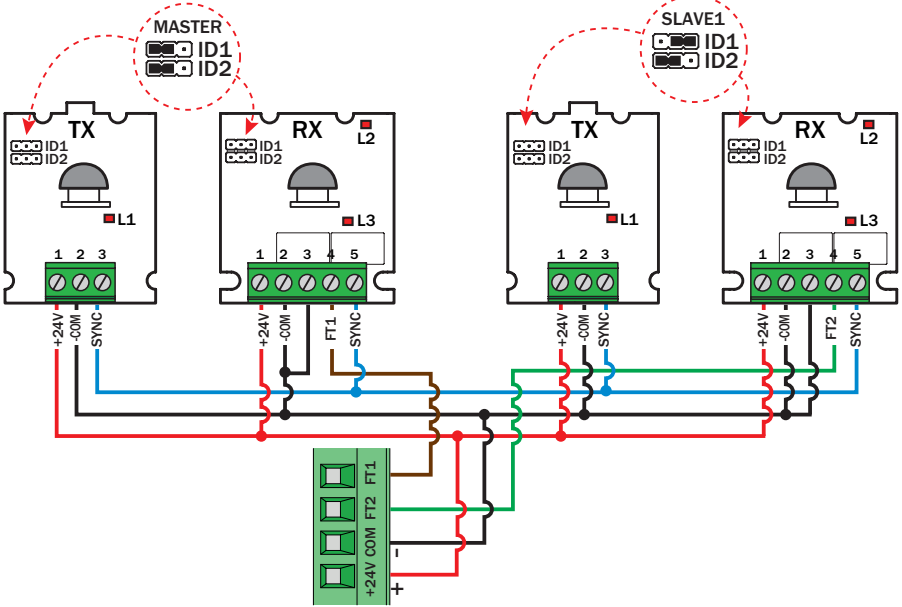 MASTER
ID1
ID2
SLAVE1
ID1
ID2
TX
ID1
ID2
L1
1 2 3
+24V
-COM
SYNC
RX
L2
ID1
ID2
L3
1 2 3 4 5
+24V
-COM
FT1
SYNC
TX
ID1
ID2
L1
1 2 3
+24V
-COM
SYNC
RX
L2
ID1
ID2
L3
1 2 3 4 5
+24V
-COM
FT2
SYNC
FT1
FT2
COM -
+24V +